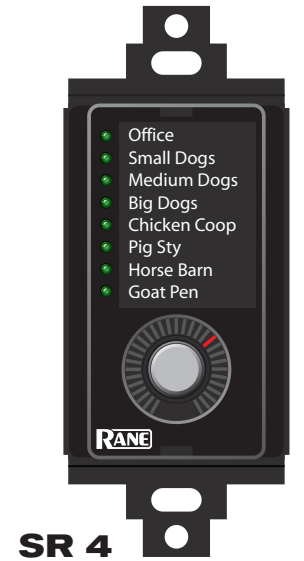 Office
Small Dogs
Medium Dogs
Big Dogs
Chicken Coop
Pig Sty
Horse Barn
Goat Pen
RANE
SR 4